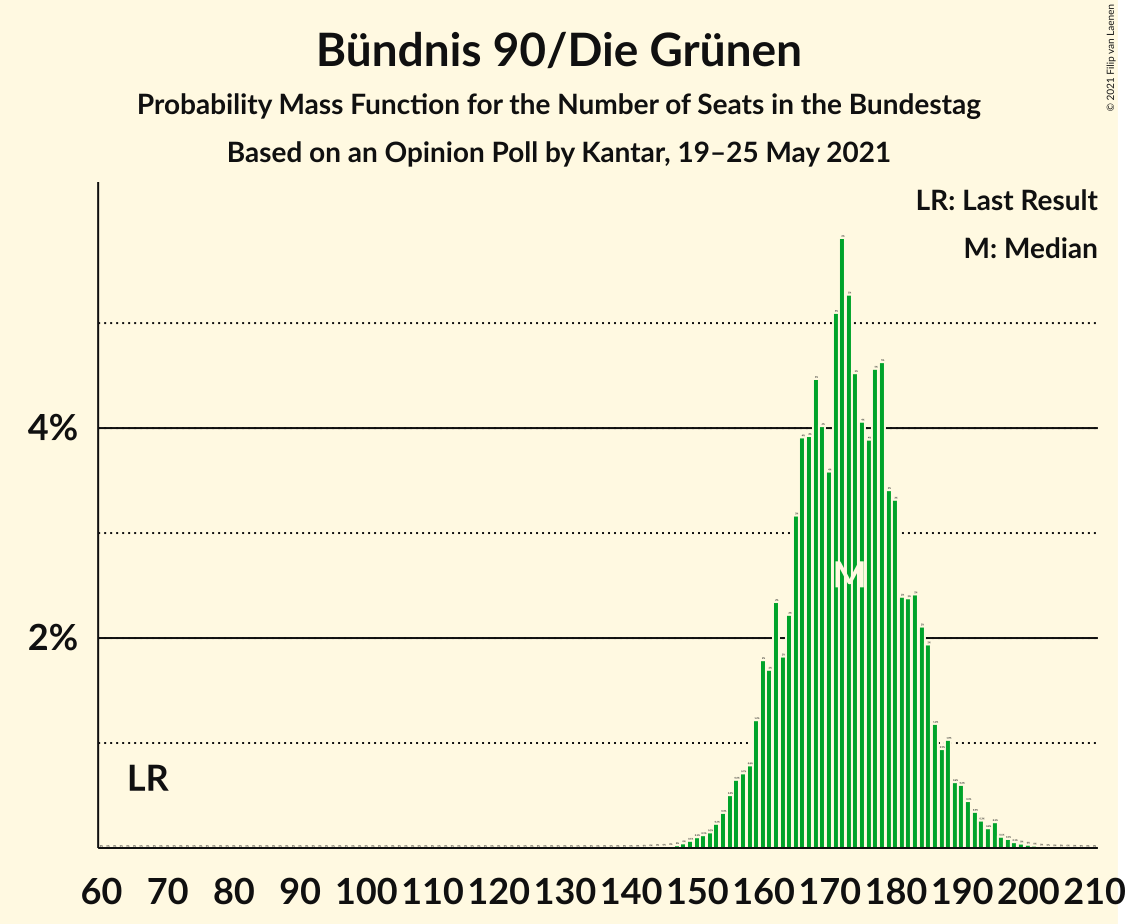 Bündnis 90/Die Grünen
Probability Mass Function for the Number of Seats in the Bundestag
Based on an Opinion Poll by Kantar, 19–25 May 2021
© 2021 Filip van Laenen
LR: Last Result
M: Median
4%
2%
M
LR
60 70 80 90 100 110 120 130 140 150 160 170 180 190 200 210